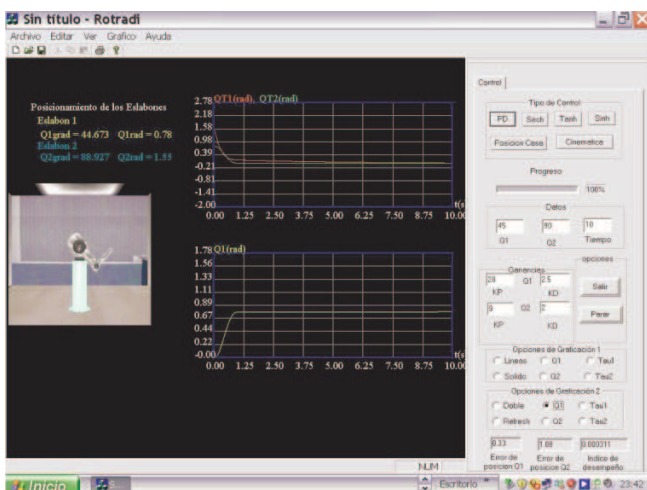 Sin título - Rotradi
Archivo Editar Ver Grafico Ayuda
Posicionamiento de los Eslabones
Eslabon 1
Q1grad = 44.673 Q1rad = 0.78
Eslabon 2
Q2grad = 88.927 Q2rad = 1.55
QT1(rad), QT2(rad)
2.78
2.18
1.58
0.98
0.39
-0.21
-0.81
-1.41
-2.00
t(s
0.00 1.25 2.50 3.75 5.00 6.25 7.50 8.75 10.00
Q1(rad)
1.78
1.56
1.33
1.11
0.89
0.67
0.44
0.22
-0.00
t(s
0.00 1.25 2.50 3.75 5.00 6.25 7.50 8.75 10.00
Control
Tipo de Control
PD Sech Tanh Sinh
Posicion Casa Cinematica
Progreso
100%
Datos
45 90 10
Q1 Q2 Tiempo
opciones
Ganancias
Q1 2.5
KP KD
Salir
Q2 2
KP KD
Parar
Opciones de Graficación 1
Lineas Q1 Tau1
Solido Q2 Tau2
Opciones de Graficación 2
Doble Q1 Tau1
Refresh Q2 Tau2
0.33
Error de posicion Q1
Error de posicion Q2
Indice de desempeño
NUM
Inicio
Escritorio
23:42